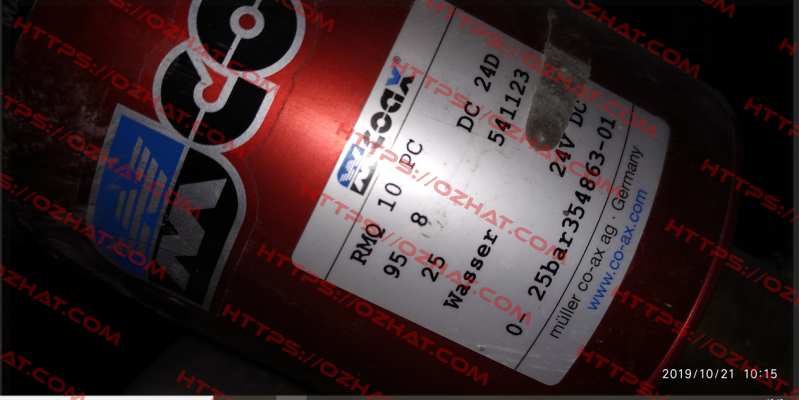 mco
co-ax®
RMQ 10 PC DC 24D
95 8 541123
25
Wasser 24V DC
0 25bar354863-01
müller co-ax ag · Germany
www.co-ax.com
HTTPS://OZHAT.COM
2019/10/21 10:15